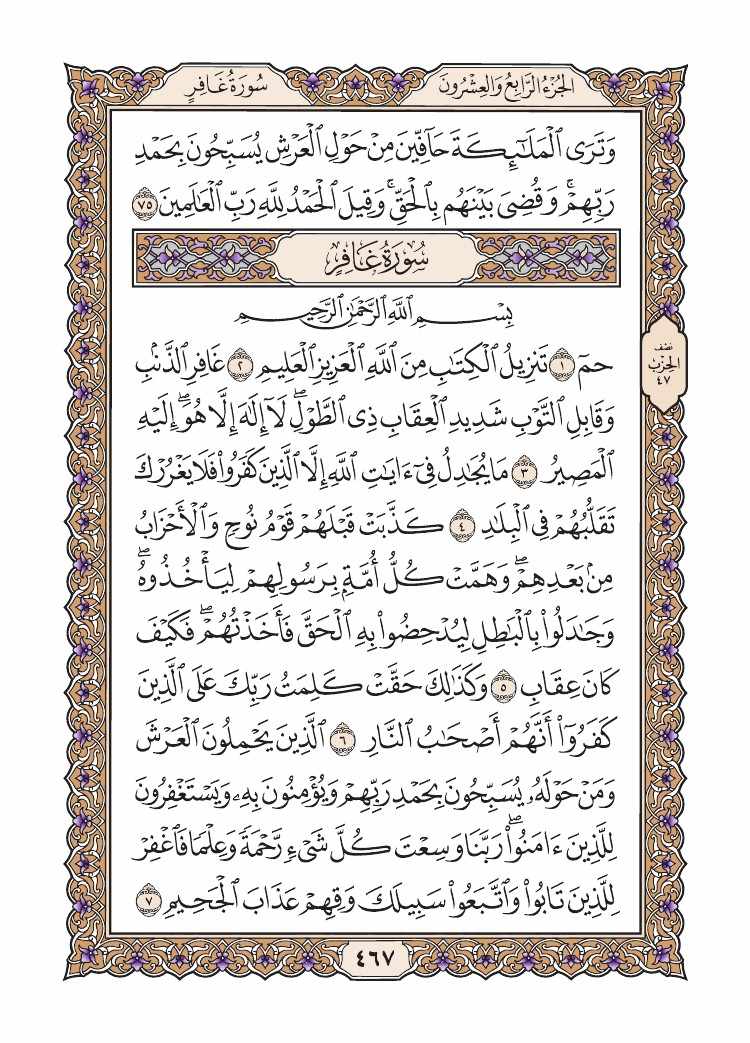 الجُزْءُ الرَّابِعُ وَالعِشْرُونَ
سُورَةُ غَافِرٍ
وَتَرَى ٱلْمَلَٰٓئِكَةَ حَآفِّينَ مِنْ حَوْلِ ٱلْعَرْشِ يُسَبِّحُونَ بِحَمْدِ
رَبِّهِمْۚ وَقُضِىَ بَيْنَهُم بِٱلْحَقِّۚ وَقِيلَ ٱلْحَمْدُ لِلَّهِ رَبِّ ٱلْعَٰلَمِينَ ٧٥
سُورَةُ غَافِرٍ
بِسْمِ ٱللَّهِ ٱلرَّحْمَٰنِ ٱلرَّحِيمِ
حمٓ ١ تَنزِيلُ ٱلْكِتَٰبِ مِنَ ٱللَّهِ ٱلْعَزِيزِ ٱلْعَلِيمِ ٢ غَافِرِ ٱلذَّنۢبِ
وَقَابِلِ ٱلتَّوْبِ شَدِيدِ ٱلْعِقَابِ ذِى ٱلطَّوْلِۖ لَآ إِلَٰهَ إِلَّا هُوَۖ إِلَيْهِ
ٱلْمَصِيرُ ٣ مَا يُجَٰدِلُ فِىٓ ءَايَٰتِ ٱللَّهِ إِلَّا ٱلَّذِينَ كَفَرُوا۟ فَلَا يَغْرُرْكَ
تَقَلُّبُهُمْ فِى ٱلْبِلَٰدِ ٤ كَذَّبَتْ قَبْلَهُمْ قَوْمُ نُوحٍ وَٱلْأَحْزَابُ
مِنۢ بَعْدِهِمْۖ وَهَمَّتْ كُلُّ أُمَّةٍۭ بِرَسُولِهِمْ لِيَأْخُذُوهُۖ
وَجَٰدَلُوا۟ بِٱلْبَٰطِلِ لِيُدْحِضُوا۟ بِهِ ٱلْحَقَّ فَأَخَذْتُهُمْۖ فَكَيْفَ
كَانَ عِقَابِ ٥ وَكَذَٰلِكَ حَقَّتْ كَلِمَتُ رَبِّكَ عَلَى ٱلَّذِينَ
كَفَرُوٓا۟ أَنَّهُمْ أَصْحَٰبُ ٱلنَّارِ ٦ ٱلَّذِينَ يَحْمِلُونَ ٱلْعَرْشَ
وَمَنْ حَوْلَهُۥ يُسَبِّحُونَ بِحَمْدِ رَبِّهِمْ وَيُؤْمِنُونَ بِهِۦ وَيَسْتَغْفِرُونَ
لِلَّذِينَ ءَامَنُوا۟ۖ رَبَّنَا وَسِعْتَ كُلَّ شَىْءٍ رَّحْمَةً وَعِلْمًا فَٱغْفِرْ
لِلَّذِينَ تَابُوا۟ وَٱتَّبَعُوا۟ سَبِيلَكَ وَقِهِمْ عَذَابَ ٱلْجَحِيمِ ٧
نصف
الحزب
٤٧
٤٦٧